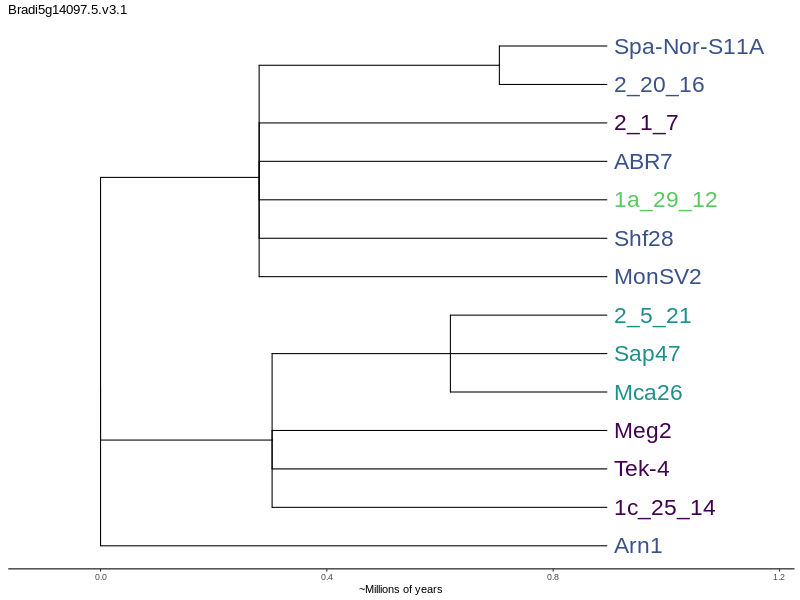 Bradi5g14097.5.v3.1
Spa-Nor-S11A
2_20_16
2_1_7
ABR7
1a_29_12
Shf28
MonSV2
2_5_21
Sap47
Mca26
Meg2
Tek-4
1c_25_14
Arn1
0.0 0.4 0.8 1.2
~Millions of years